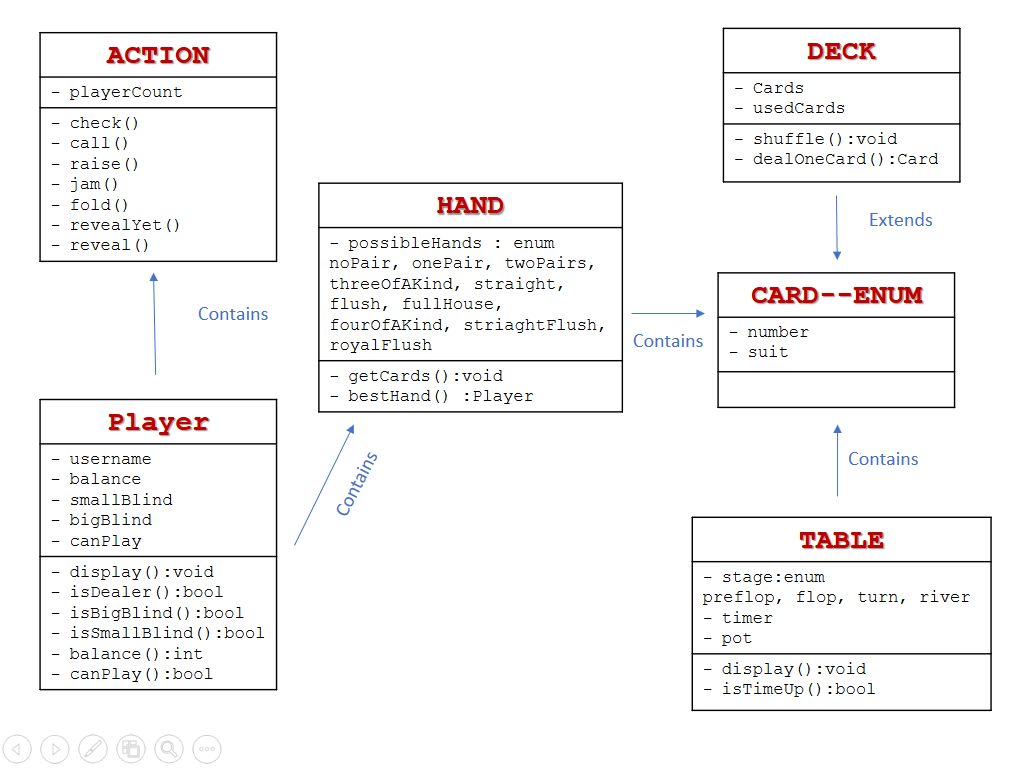 ACTION
- playerCount
- check()
- call()
- raise()
- jam()
- fold()
- revealYet()
- reveal()
Contains
Player
- username
- balance
- smallBlind
- bigBlind
- canPlay
- display():void
- isDealer():bool
- isBigBlind():bool
- isSmallBlind():bool
- balance():int
- canPlay():bool
Contains
HAND
- possibleHands : enum
noPair, onePair, twoPairs,
threeOfAKind, straight,
flush, fullHouse,
fourOfAKind, striaghtFlush,
royalFlush
- getCards():void
- bestHand() :Player
Contains
DECK
- Cards
- usedCards
- shuffle():void
- dealOneCard():Card
Extends
CARD--ENUM
- number
- suit
Contains
TABLE
- stage:enum
preflop, flop, turn, river
- timer
- pot
- display():void
- isTimeUp():bool